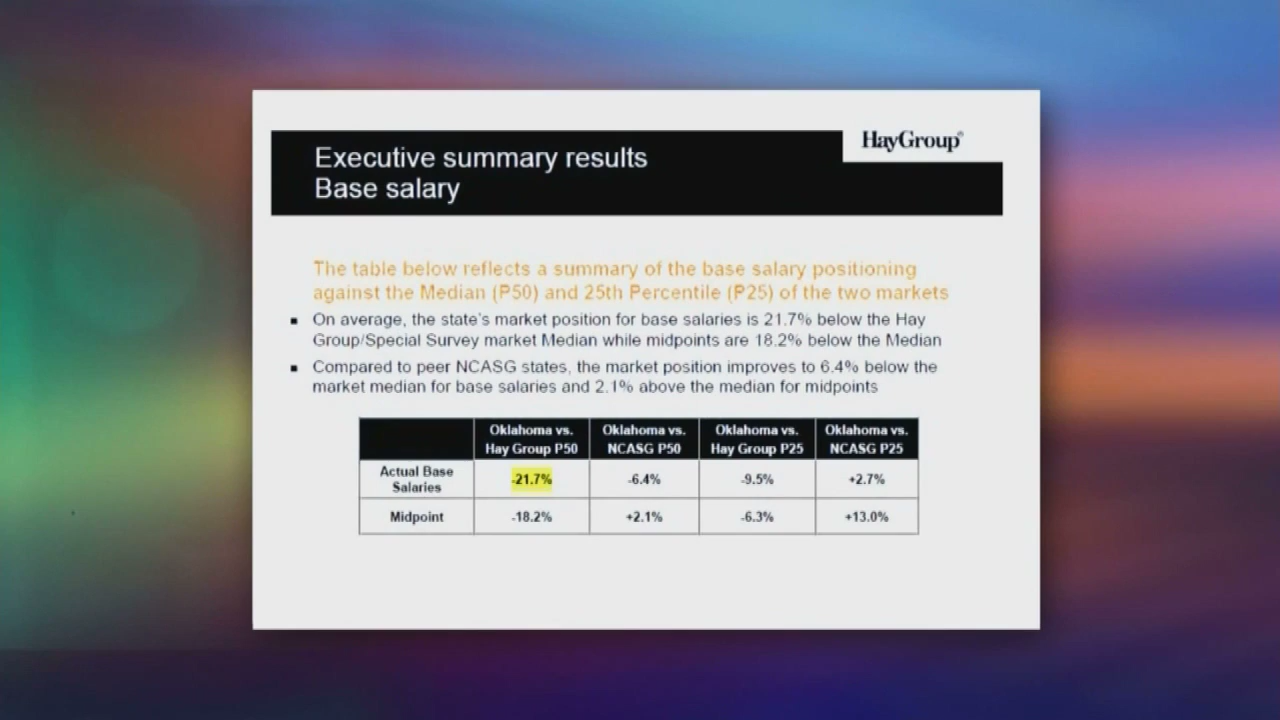 HayGroup®
Executive summary results
Base salary
The table below reflects a summary of the base salary positioning
against the Median (P50) and 25th Percentile (P25) of the two markets
▪ On average, the state's market position for base salaries is 21.7% below the Hay
Group/Special Survey market Median while midpoints are 18.2% below the Median
▪ Compared to peer NCASG states, the market position improves to 6.4% below the
market median for base salaries and 2.1% above the median for midpoints
Oklahoma vs. Oklahoma vs. Oklahoma vs. Oklahoma vs.
Hay Group P50 NCASG P50 Hay Group P25 NCASG P25
Actual Base
Salaries
-21.7% -6.4% -9.5% +2.7%
Midpoint -18.2% +2.1% -6.3% +13.0%